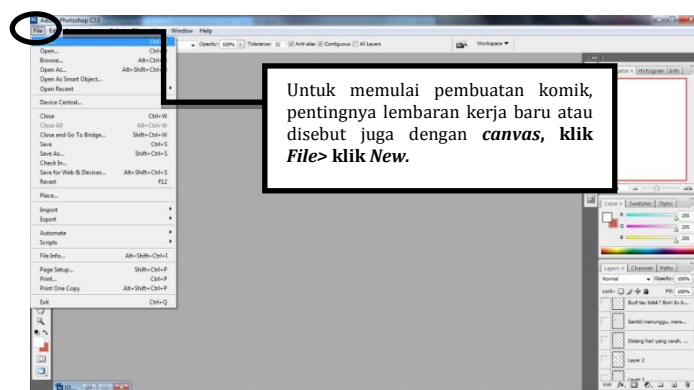 Adobe Photoshop CS3
File
Window Help
Opacity: 100% Tolerance: 32 Anti-alias Contiguous All Layers
Workspace
Open... Ctrl+
Browse... Alt+Ctrl+
Open As... Alt+Shift+Ctrl+
Open As Smart Object...
Open Recent
Device Central...
Close Ctrl+W
Close All Alt+Ctrl+W
Close and Go To Bridge... Shift+Ctrl+W
Save Ctrl+S
Save As... Shift+Ctrl+S
Check In...
Save for Web & Devices... Alt+Shift+Ctrl+S
Revert F12
Place...
Import
Export
Automate
Scripts
File Info... Alt+Shift+Ctrl+I
Page Setup... Shift+Ctrl+P
Print... Ctrl+P
Print One Copy Alt+Shift+Ctrl+P
Exit Ctrl+Q
Untuk memulai pembuatan komik,
pentingnya lembaran kerja baru atau
disebut juga dengan canvas, klik
File> klik New.
Histogram Info
Color Swatches Styles
R 255
G 255
B 255
Layers Channels Paths
Normal Opacity: 100%
Lock: Fill: 100%
Sambil menunggu, mem...
Layer 2
Layer 1